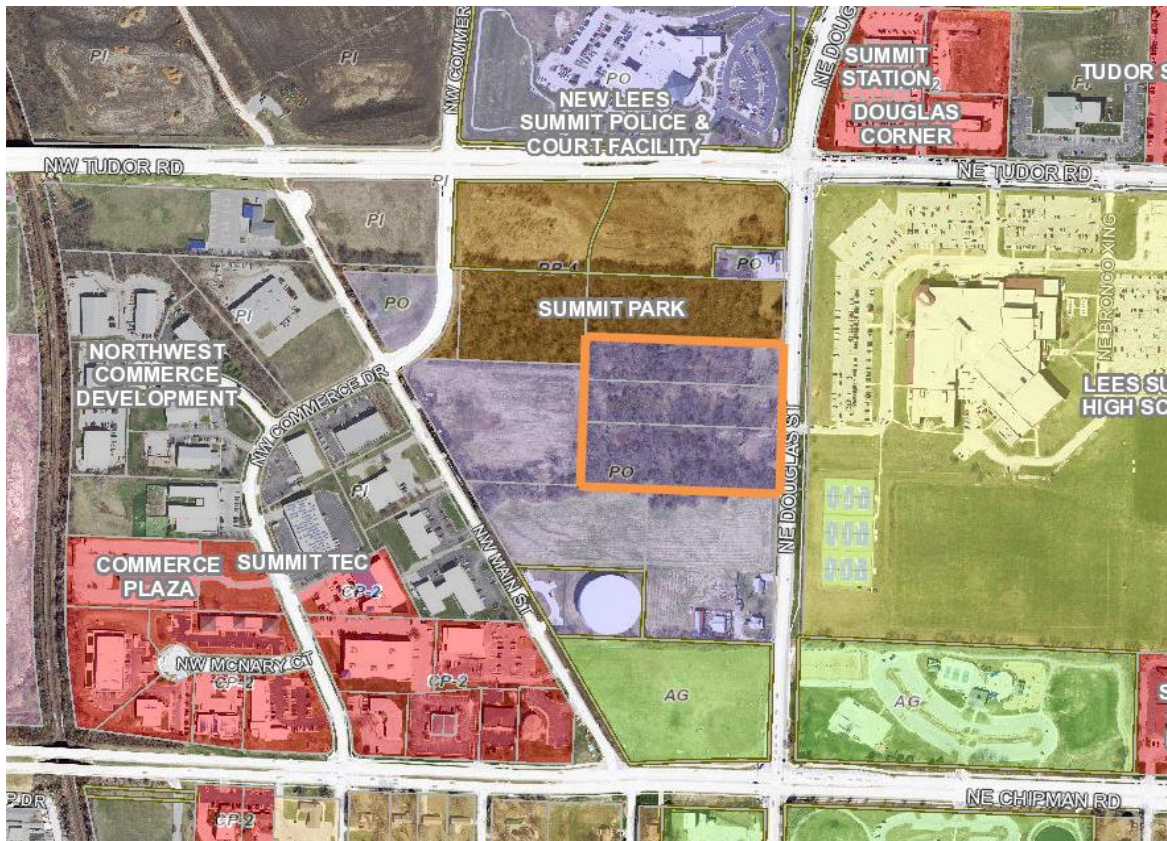 PI
PI
NW COMMER
PO
NEW LEES
SUMMIT POLICE &
COURT FACILITY
NE DOUG
SUMMIT
STATION
DOUGLAS
CORNER
TUDOR S
NW TUDOR RD
NE TUDOR RD
PI
PI
PO
PO
SUMMIT PARK
NE BRONCO XING
PI
NORTHWEST
COMMERCE
DEVELOPMENT
NW COMMERCE DR
LEES SU
HIGH SC
NE DOUGLAS ST
PO
PI
NW MAIN ST
COMMERCE
PLAZA
SUMMIT TEC
CP-2
NW MCNARY CT
CP-2
CP-2
AG
AG
S
NE CHIPMAN RD
P DR
CP-2